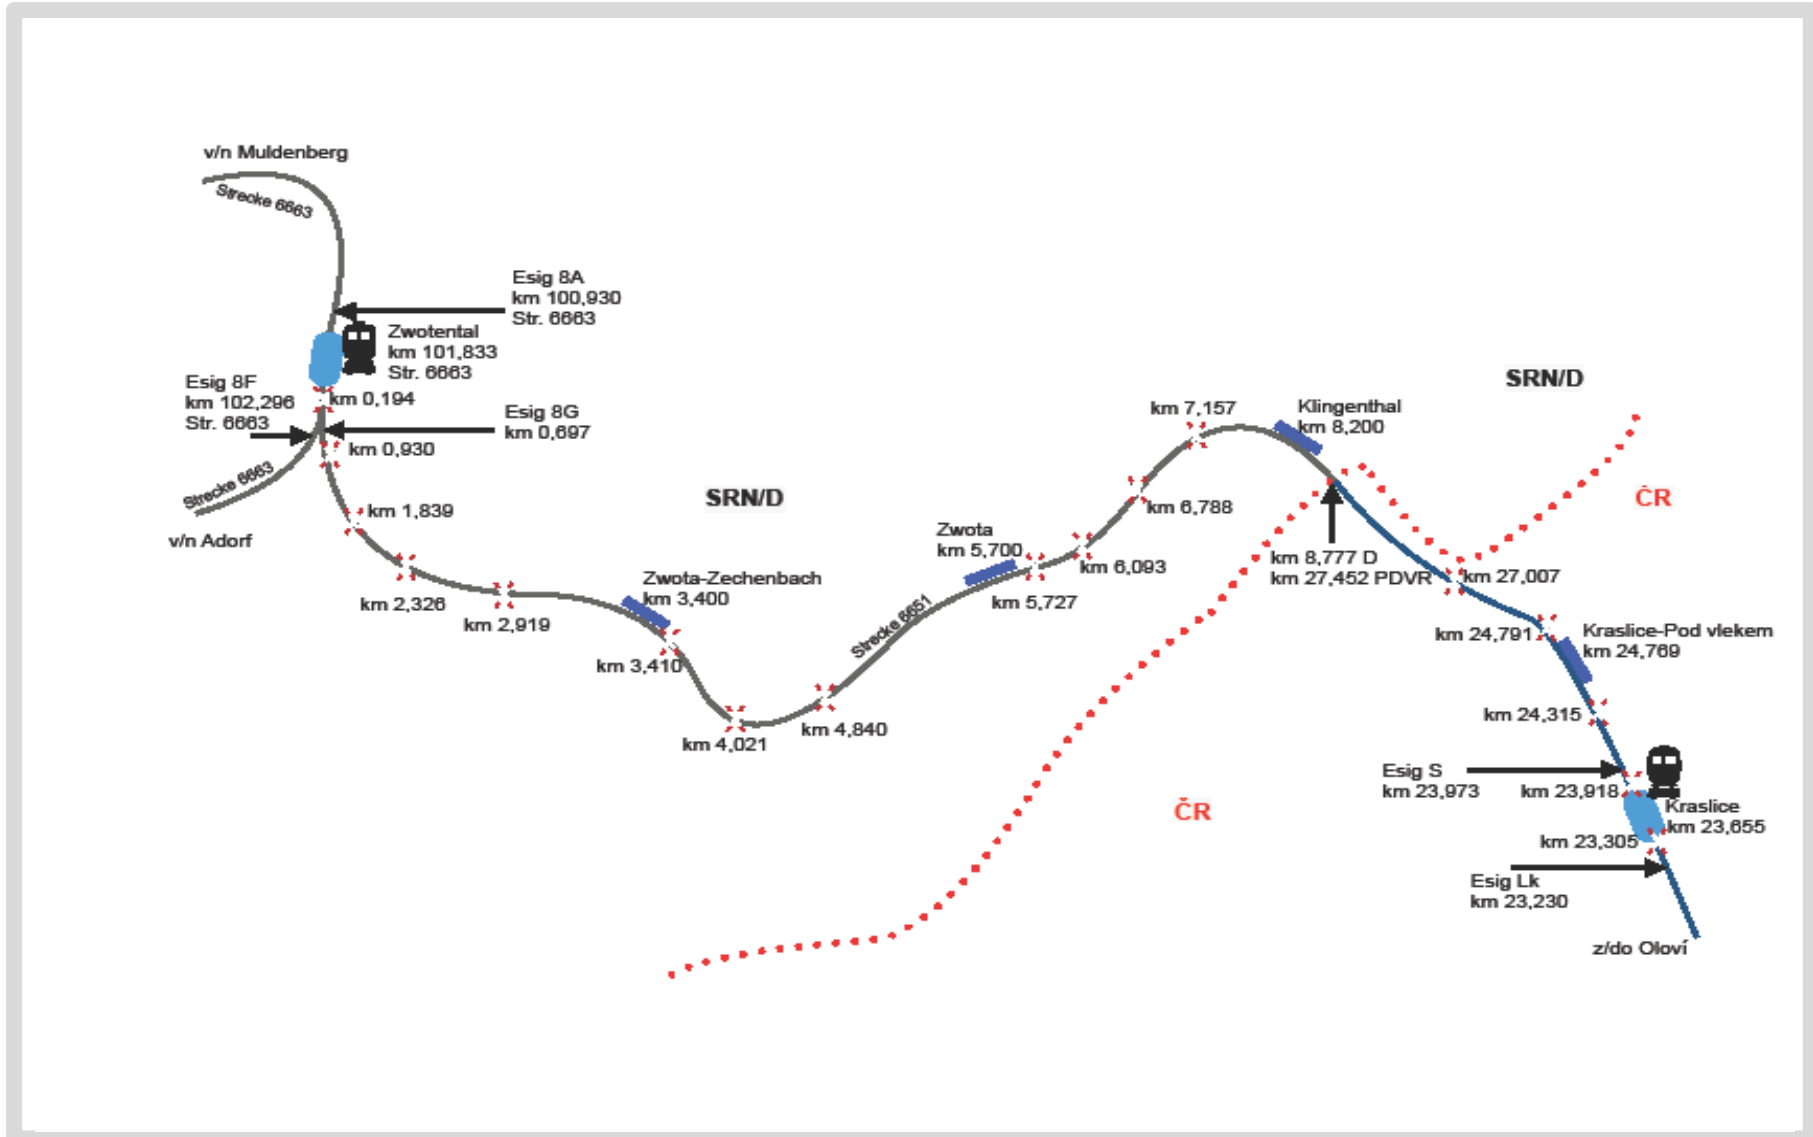 v/n Muldenberg
Strecke 6663
Esig 8A
km 100,930
Str. 6663
Zwotental
km 101,833
Str. 6663
Esig 8F
km 102,296
Str. 6663
km 0,194
Esig 8G
km 0,697
km 0,930
Strecke 6663
v/n Adorf
km 1,839
km 2,326
km 2,919
Zwota-Zechenbach
km 3,400
km 3,410
km 4,021
km 4,840
Strecke 6651
SRN/D
Zwota
km 5,700
km 5,727
km 6,093
km 6,788
km 7,157
Klingenthal
km 8,200
SRN/D
ČR
km 8,777 D
km 27,452 PDVR
km 27,007
km 24,791
Kraslice-Pod vlekem
km 24,769
km 24,315
Esig S
km 23,973
km 23,918
Kraslice
km 23,655
km 23,305
Esig Lk
km 23,230
z/do Oloví
ČR